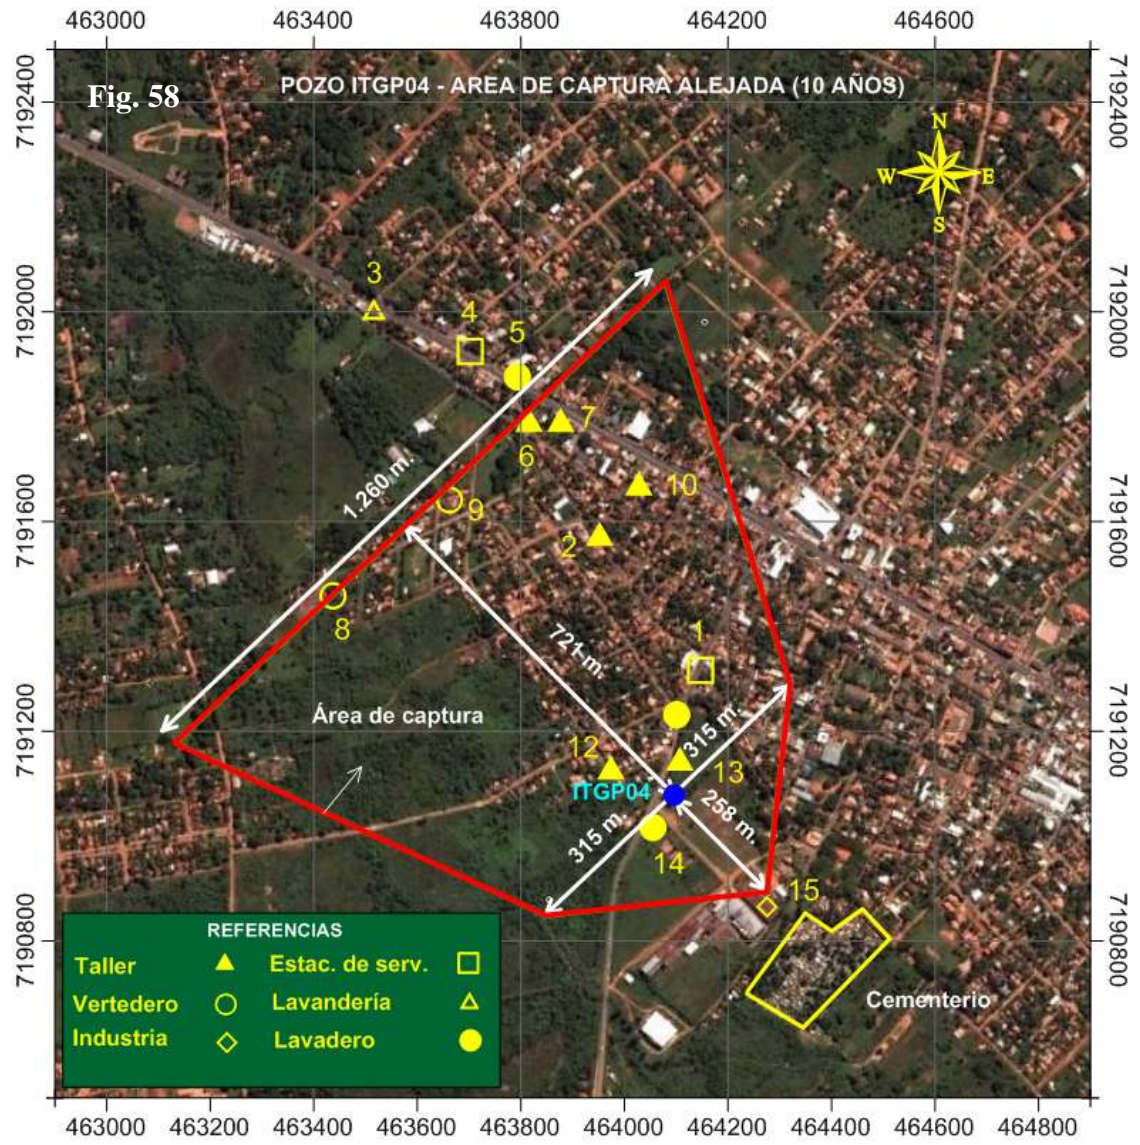 463000 463400 463800 464200 464600
Fig. 58
POZO ITGP04 - AREA DE CAPTURA ALEJADA (10 AÑOS)
7192400
7192400
N
W E
S
3
7192000
4
5
7192000
7
6
1.260 m.
10
9
7191600
2
7191600
8
721 m.
1
Área de captura
315 m.
7191200
12
13
7191200
ITGP04
258 m.
315 m.
14
15
REFERENCIAS
Taller Estac. de serv.
Vertedero Lavandería
Industria Lavadero
7190800
7190800
Cementerio
463000 463200 463400 463600 463800 464000 464200 464400 464600 464800